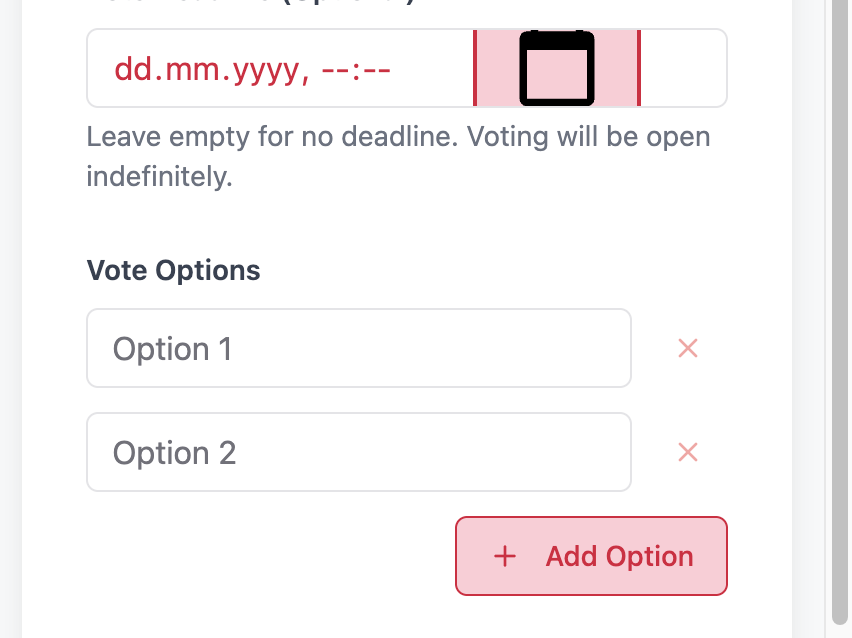 dd.mm.yyyy, --:--
Leave empty for no deadline. Voting will be open
indefinitely.
Vote Options
Option 1
Option 2
+ Add Option